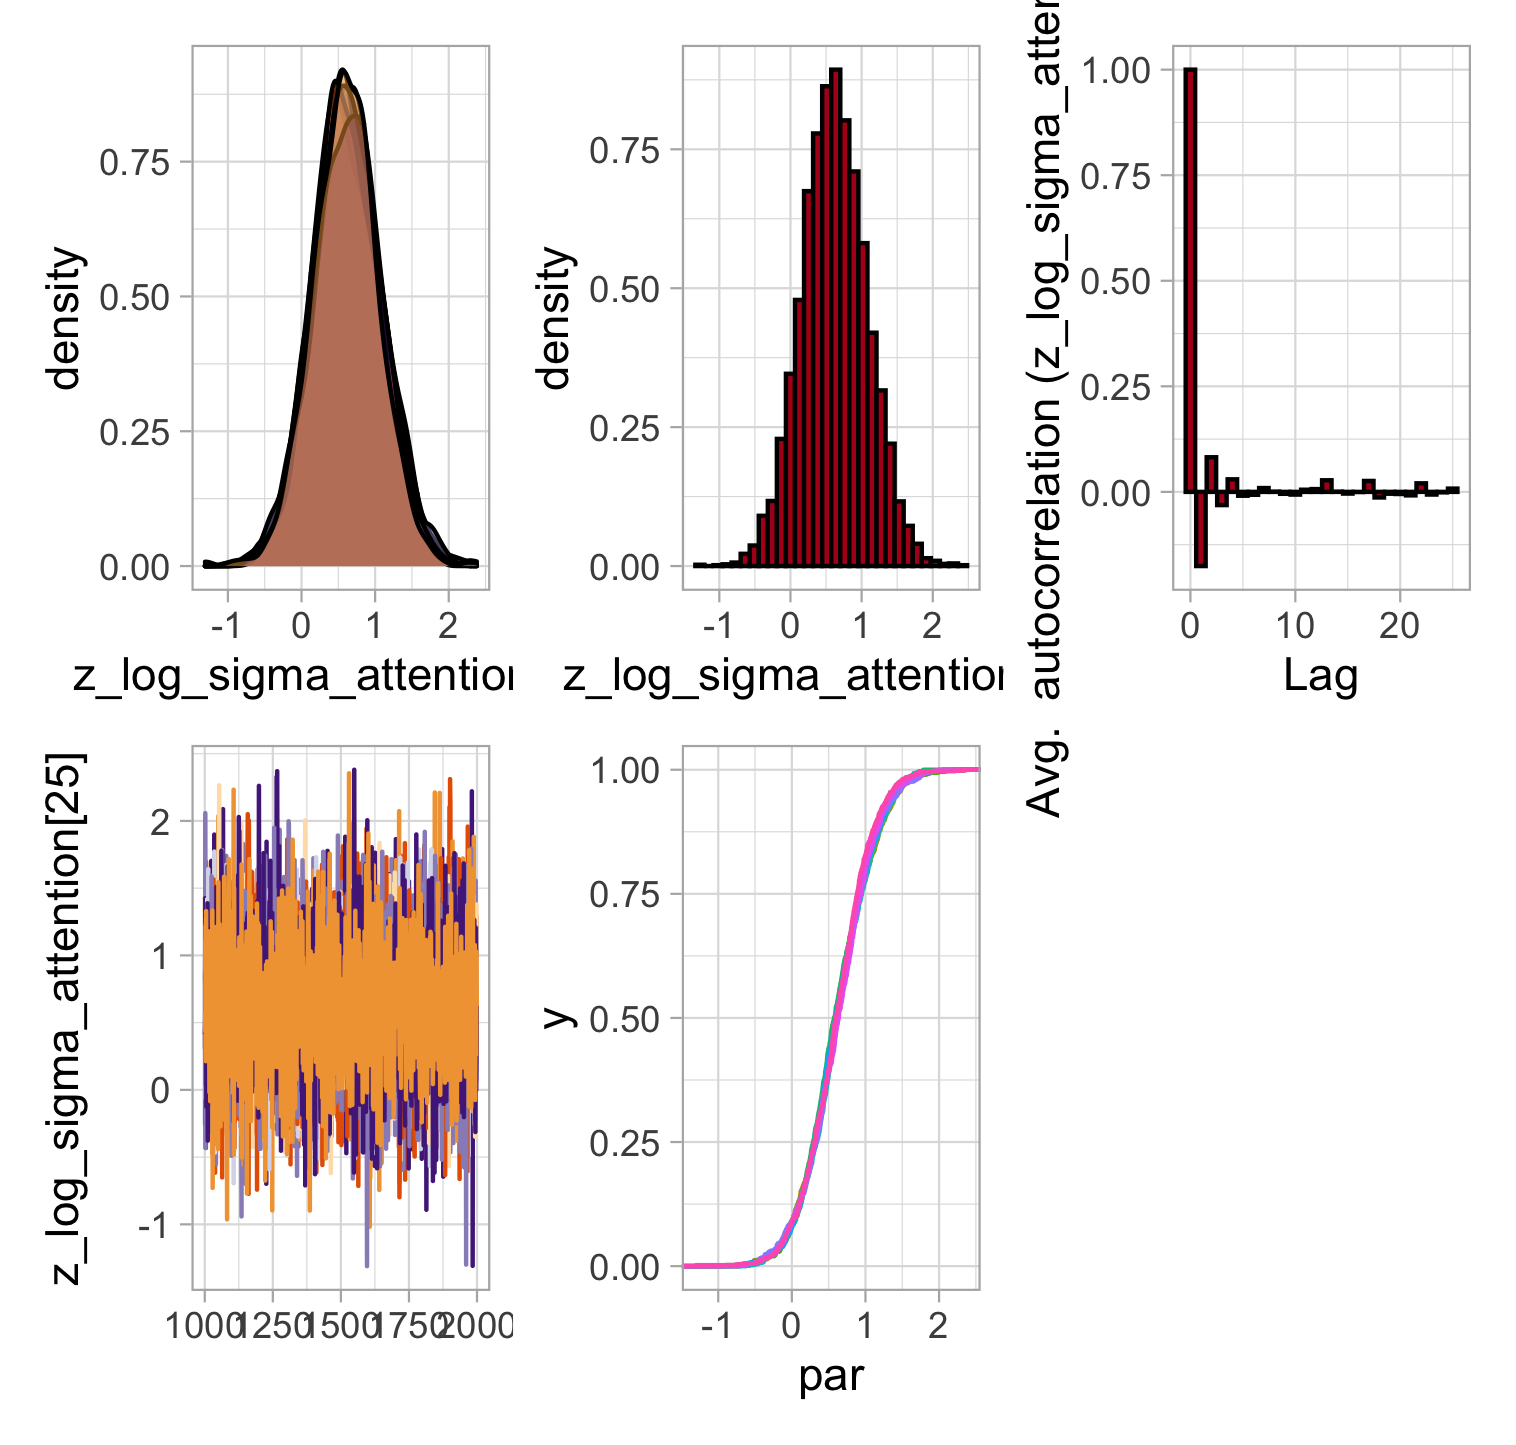 density
0.75
0.50
0.25
0.00
-1 0 1 2
z_log_sigma_attention
density
0.75
0.50
0.25
0.00
-1 0 1 2
z_log_sigma_attention
Avg. autocorrelation (z_log_sigma_atten
1.00
0.75
0.50
0.25
0.00
0 10 20
Lag
z_log_sigma_attention[25]
2
1
0
-1
1000 1250 1500 1750 2000
y
1.00
0.75
0.50
0.25
0.00
-1 0 1 2
par